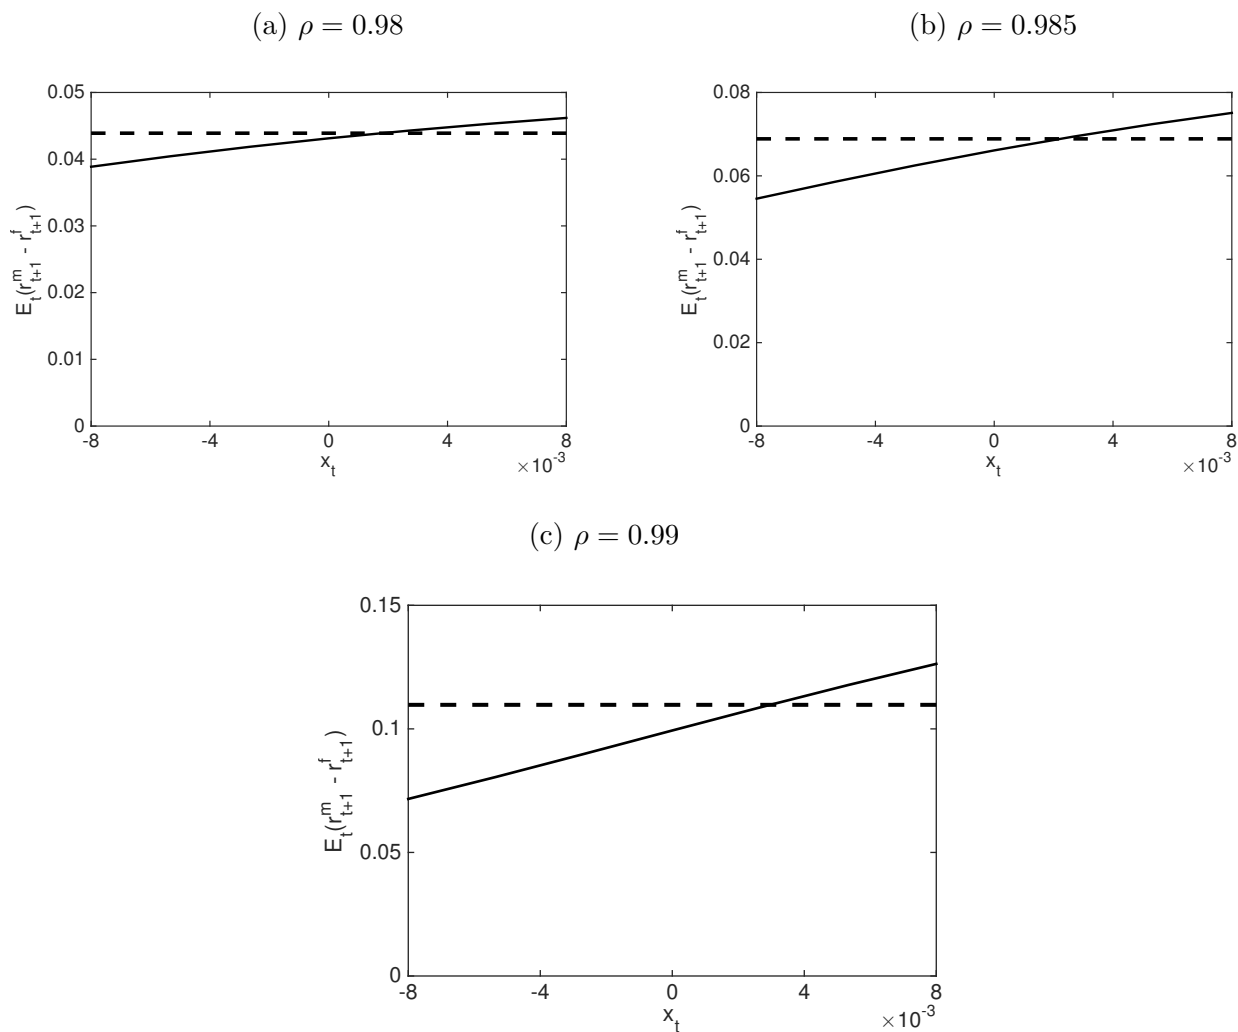 (a) ρ = 0.98
0.05
0.04
0.03
0.02
0.01
0
E_t(r^m_{t+1} - r^f_{t+1})
-8 -4 0 4 8
x_t ×10^-3
(b) ρ = 0.985
0.08
0.06
0.04
0.02
0
E_t(r^m_{t+1} - r^f_{t+1})
-8 -4 0 4 8
x_t ×10^-3
(c) ρ = 0.99
0.15
0.1
0.05
0
E_t(r^m_{t+1} - r^f_{t+1})
-8 -4 0 4 8
x_t ×10^-3